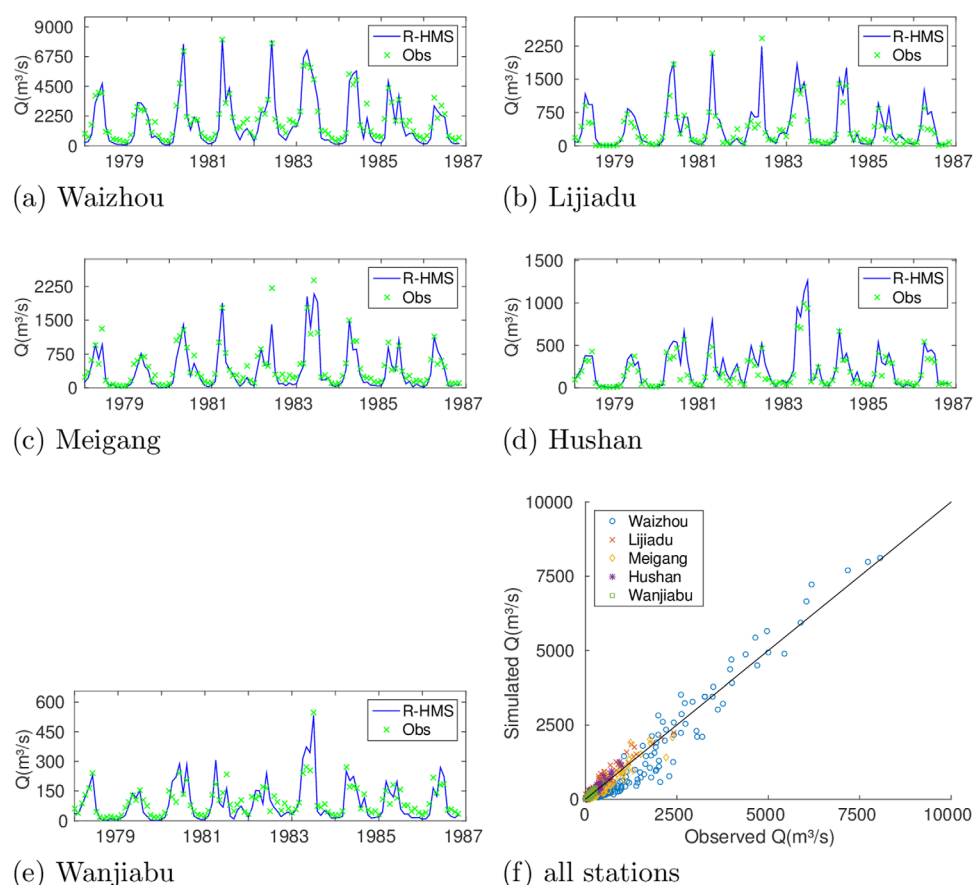 9000
6750
4500
2250
0
Q(m³/s)
R-HMS
Obs
1979
1981
1983
1985
1987
(a) Waizhou
2250
1500
750
0
Q(m³/s)
R-HMS
Obs
1979
1981
1983
1985
1987
(b) Lijiadu
2250
1500
750
0
Q(m³/s)
R-HMS
Obs
1979
1981
1983
1985
1987
(c) Meigang
1500
1000
500
0
Q(m³/s)
R-HMS
Obs
1979
1981
1983
1985
1987
(d) Hushan
600
450
300
150
0
Q(m³/s)
R-HMS
Obs
1979
1981
1983
1985
1987
(e) Wanjiabu
10000
7500
5000
2500
0
Simulated Q(m³/s)
Waizhou
Lijiadu
Meigang
Hushan
Wanjiabu
0
2500
5000
7500
10000
Observed Q(m³/s)
(f) all stations